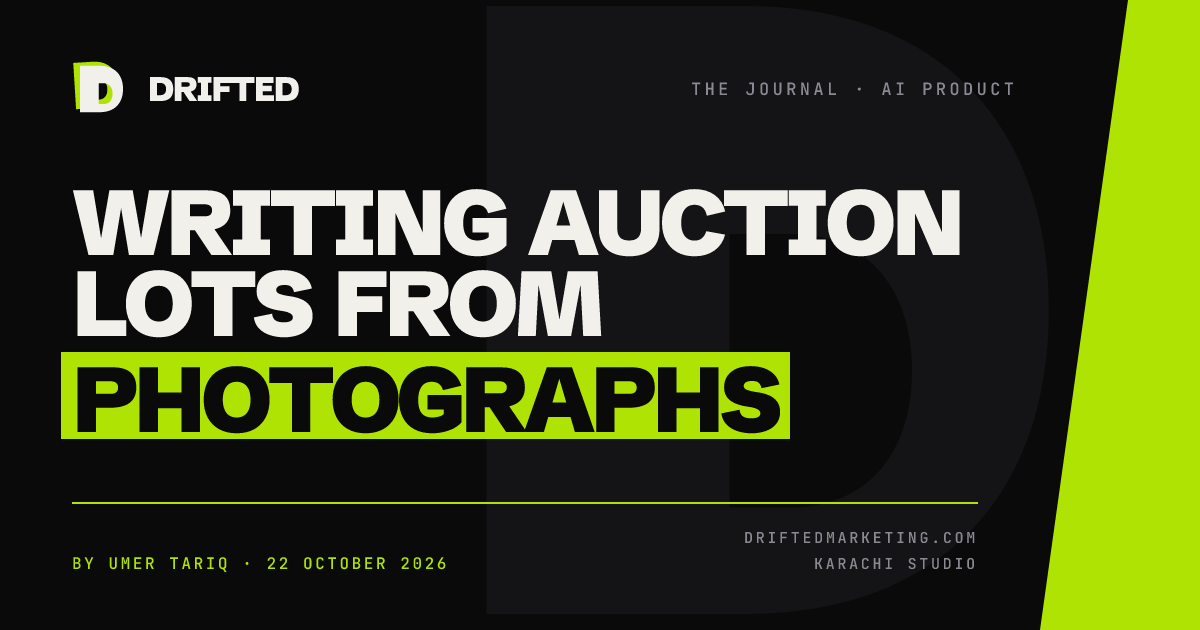 DRIFTED
THE JOURNAL · AI PRODUCT
WRITING AUCTION
LOTS FROM
PHOTOGRAPHS
DRIFTEDMARKETING.COM
BY UMER TARIQ · 22 OCTOBER 2026
KARACHI STUDIO